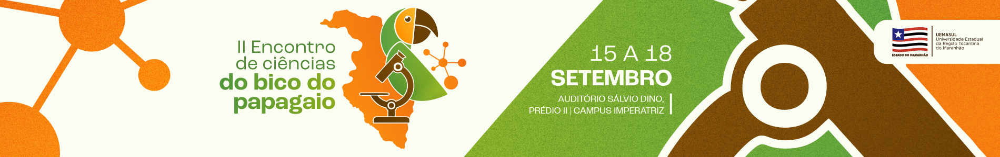 II Encontro
de ciências
do bico do
papagaio
15 A 18
SETEMBRO
AUDITÓRIO SÁLVIO DINO,
PRÉDIO II | CAMPUS IMPERATRIZ
ESTADO DO MARANHÃO
UEMASUL
Universidade Estadual
da Região Tocantina
do Maranhão